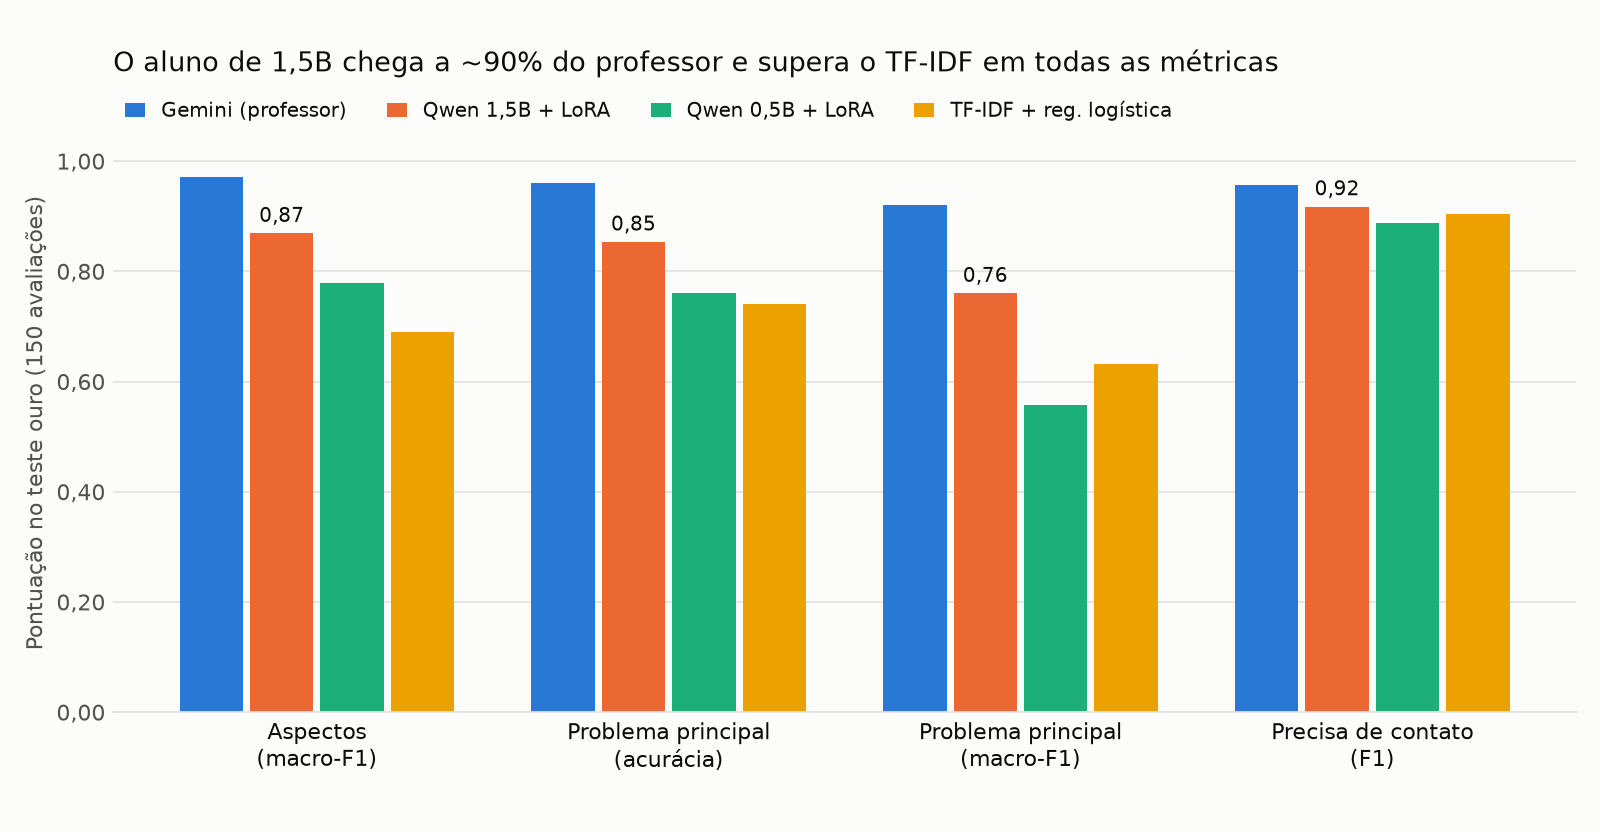 O aluno de 1,5B chega a ~90% do professor e supera o TF-IDF em todas as métricas
Gemini (professor) Qwen 1,5B + LoRA Qwen 0,5B + LoRA TF-IDF + reg. logística
Pontuação no teste ouro (150 avaliações)
1,00
0,80
0,60
0,40
0,20
0,00
0,87
0,85
0,76
0,92
Aspectos
(macro-F1)
Problema principal
(acurácia)
Problema principal
(macro-F1)
Precisa de contato
(F1)